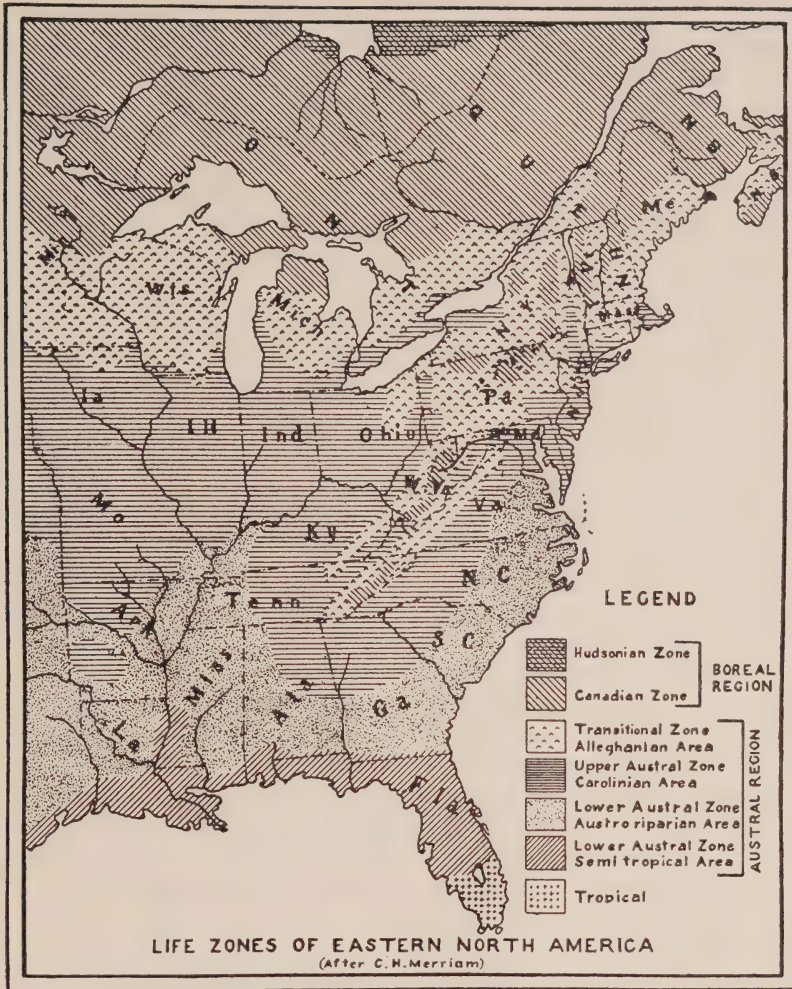 O N T
Q U E
N B
N S
Me
Min
Wis
Mich
N Y
Vt
N H
Mass
Pa
N J
Ia
Ill
Ind
Ohio
Md
W Va
Va
Mo
Ky
Tenn
N C
S C
Ark
Miss
Ala
Ga
La
Fla
LEGEND
Hudsonian Zone
Canadian Zone
BOREAL
REGION
Transitional Zone
Alleghanian Area
Upper Austral Zone
Carolinian Area
Lower Austral Zone
Austroriparian Area
Lower Austral Zone
Semi tropical Area
AUSTRAL REGION
Tropical
LIFE ZONES OF EASTERN NORTH AMERICA
(After C. H. Merriam)